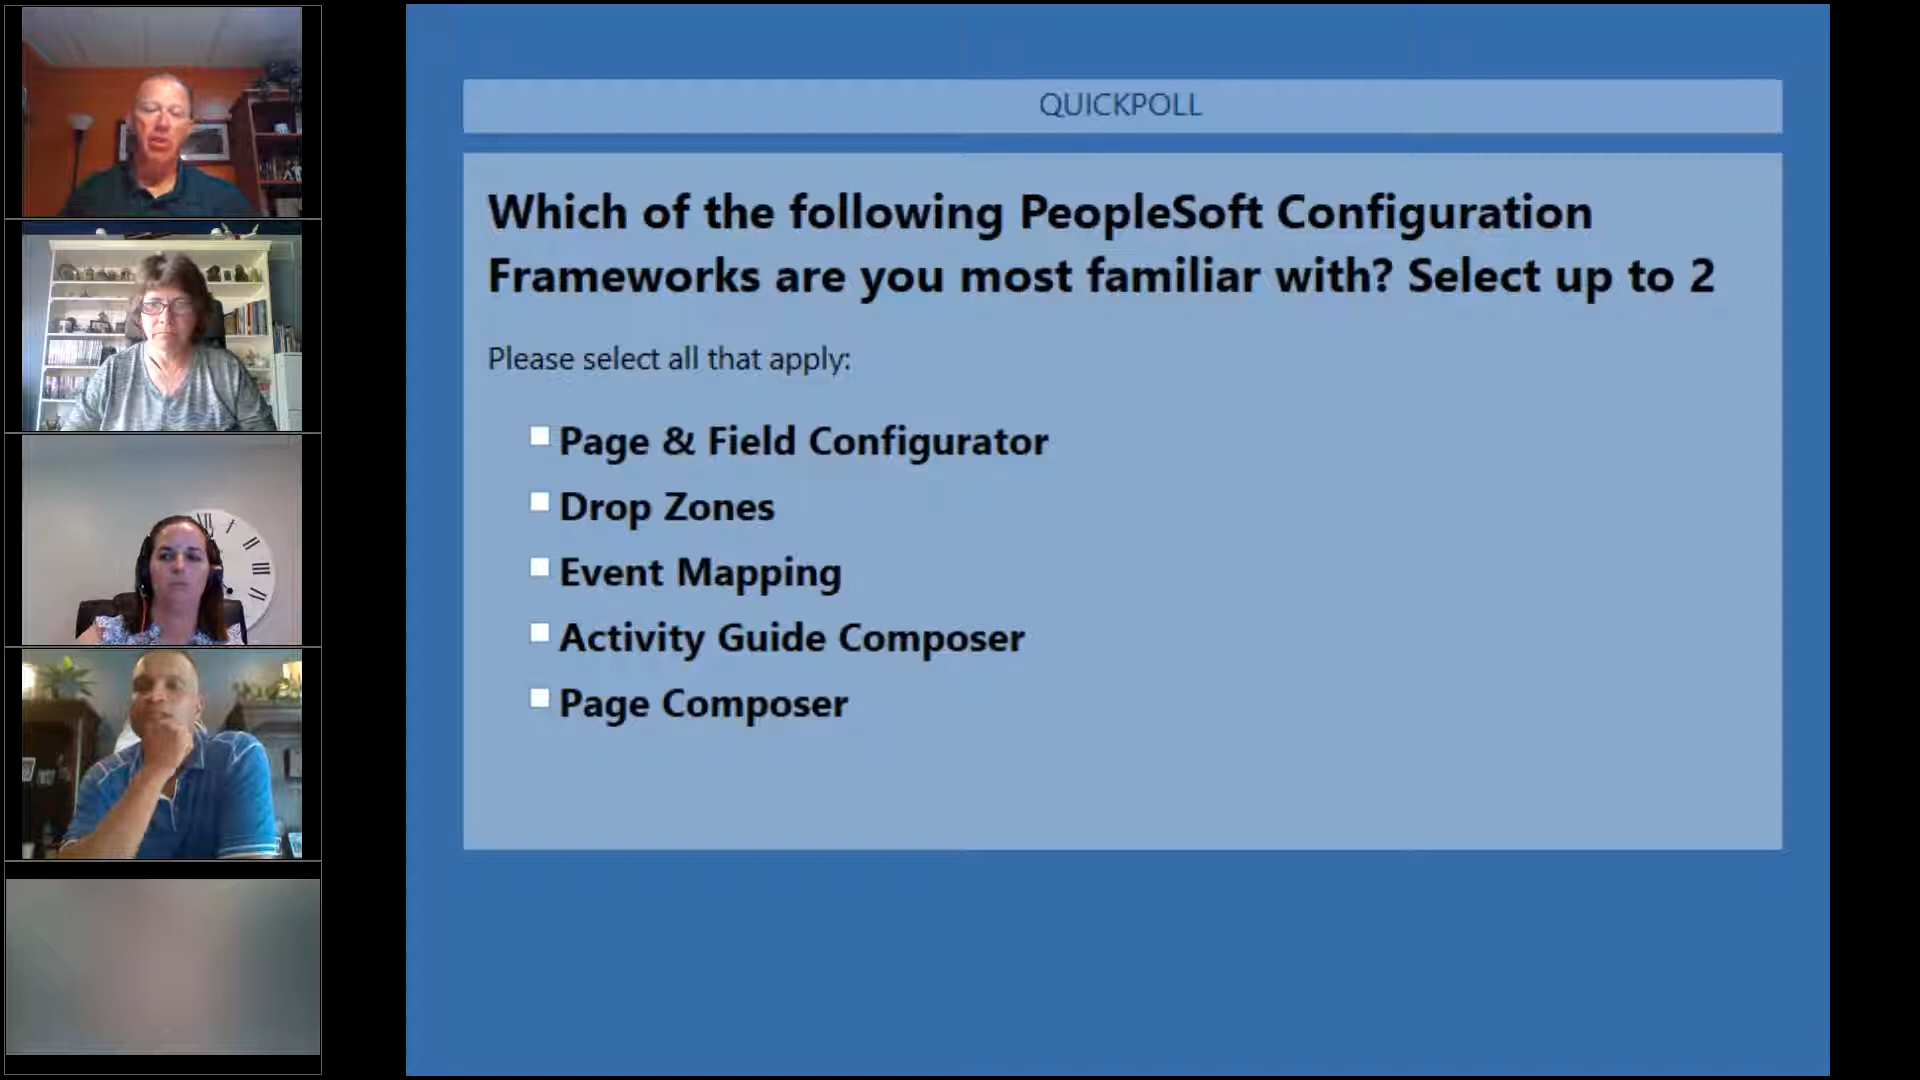 QUICKPOLL
Which of the following PeopleSoft Configuration
Frameworks are you most familiar with? Select up to 2
Please select all that apply:
Page & Field Configurator
Drop Zones
Event Mapping
Activity Guide Composer
Page Composer